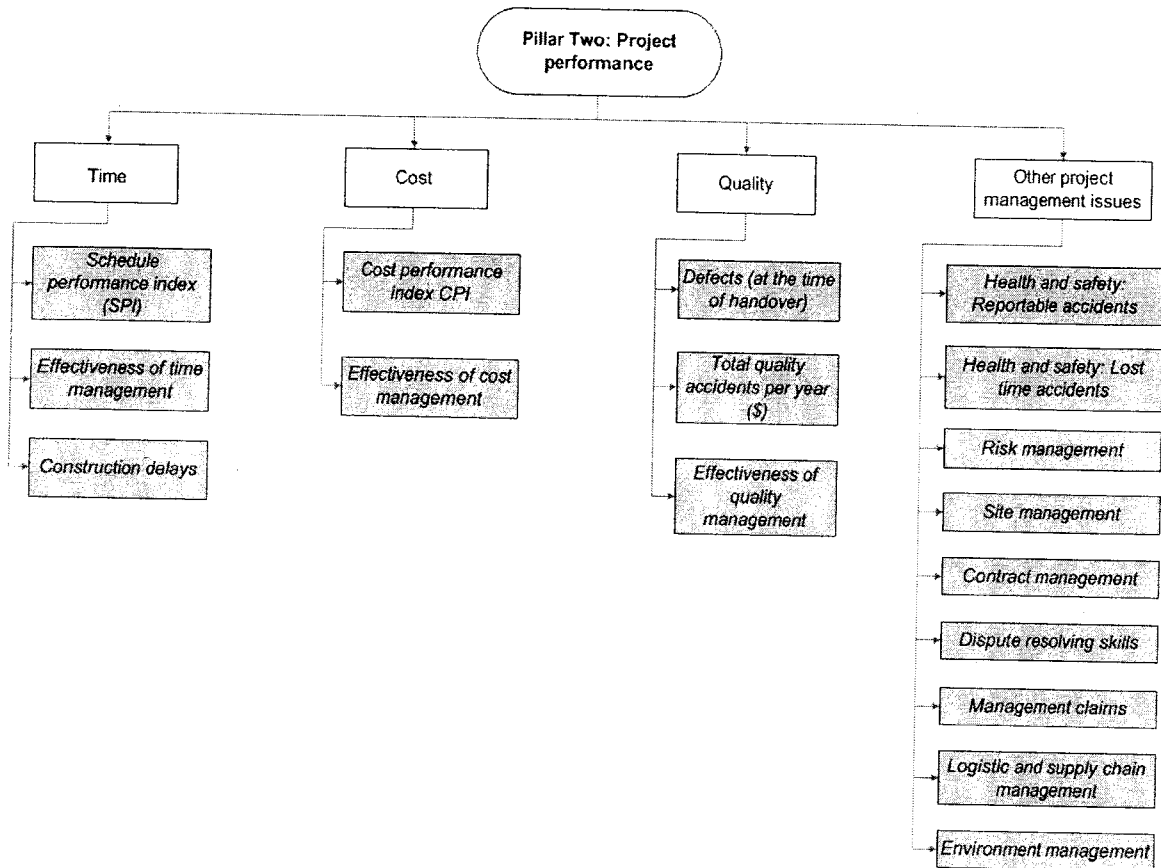 Pillar Two: Project
performance
Time
Cost
Quality
Other project
management issues
Schedule
performance index
(SPI)
Effectiveness of time
management
Construction delays
Cost performance
index CPI
Effectiveness of cost
management
Defects (at the time
of handover)
Total quality
accidents per year
($)
Effectiveness of
quality
management
Health and safety:
Reportable accidents
Health and safety: Lost
time accidents
Risk management
Site management
Contract management
Dispute resolving skills
Management claims
Logistic and supply chain
management
Environment management